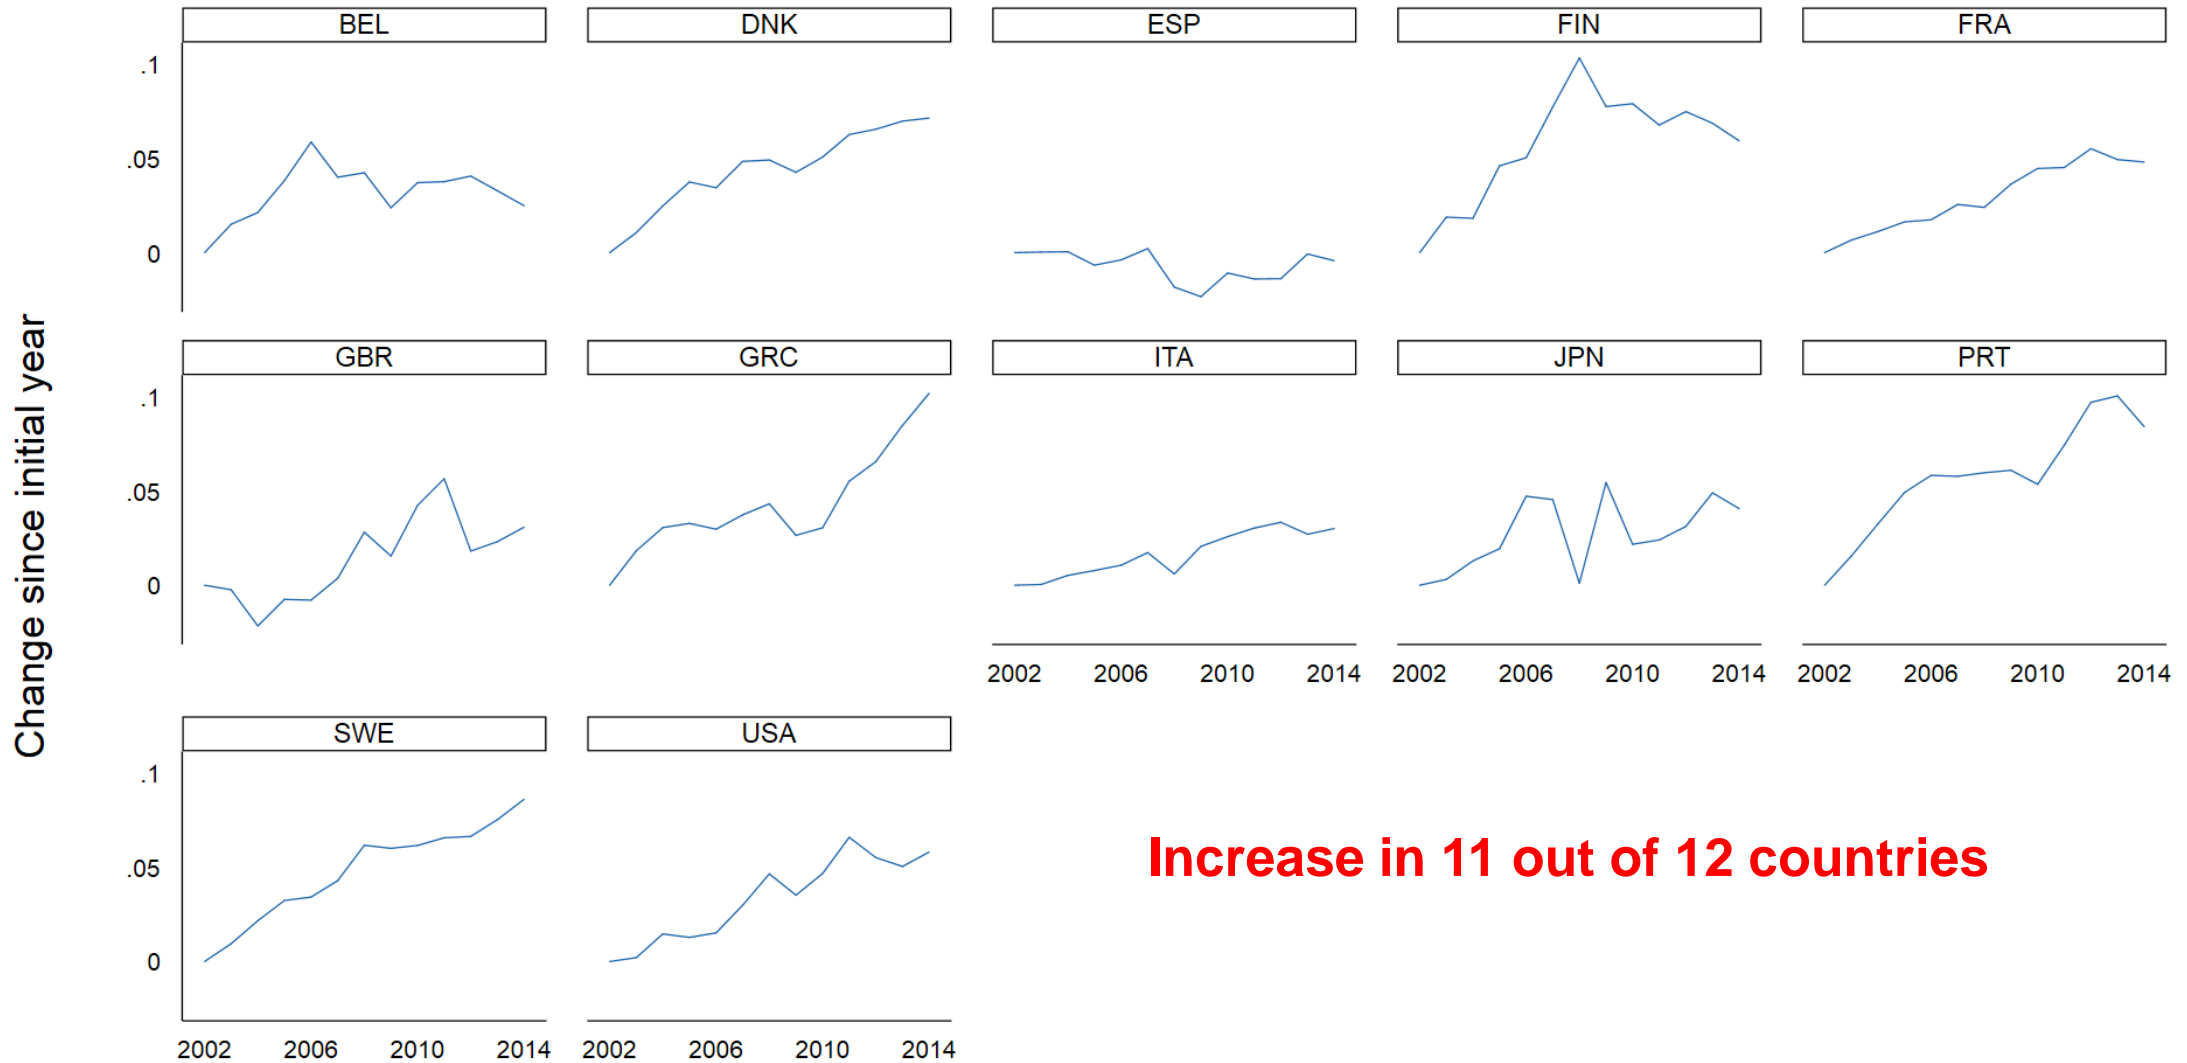 BEL DNK ESP FIN FRA
.1
.05
0
GBR GRC ITA JPN PRT
.1
.05
0
2002 2006 2010 2014 2002 2006 2010 2014 2002 2006 2010 2014
SWE USA
.1
.05
0
2002 2006 2010 2014 2002 2006 2010 2014
Change since initial year
Increase in 11 out of 12 countries